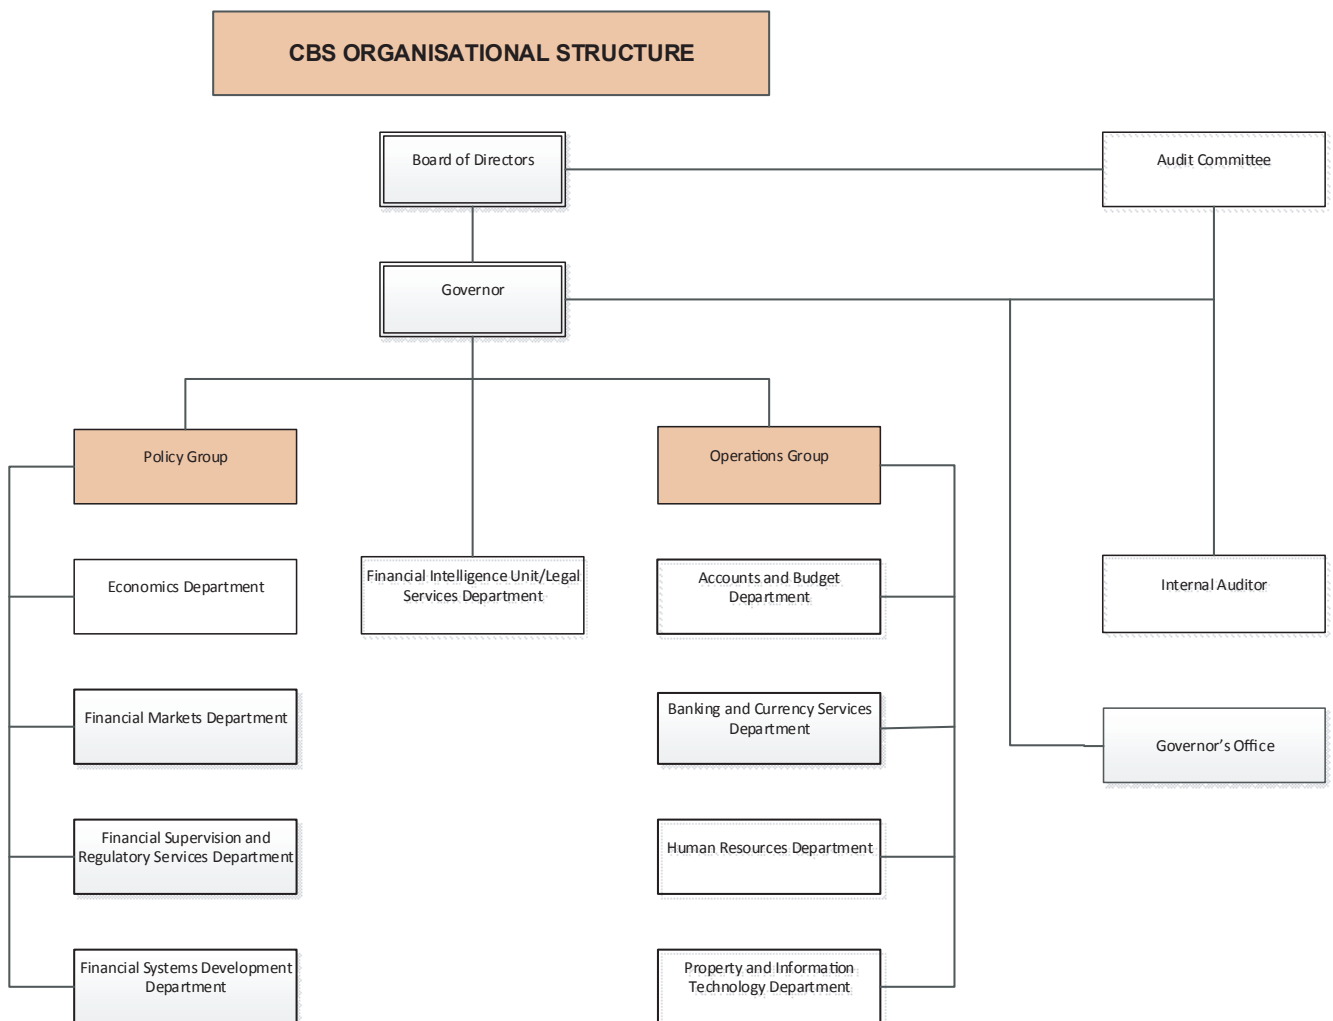 CBS ORGANISATIONAL STRUCTURE
Board of Directors
Audit Committee
Governor
Policy Group
Operations Group
Economics Department
Financial Intelligence Unit/Legal
Services Department
Accounts and Budget
Department
Internal Auditor
Financial Markets Department
Banking and Currency Services
Department
Governor’s Office
Financial Supervision and
Regulatory Services Department
Human Resources Department
Financial Systems Development
Department
Property and Information
Technology Department